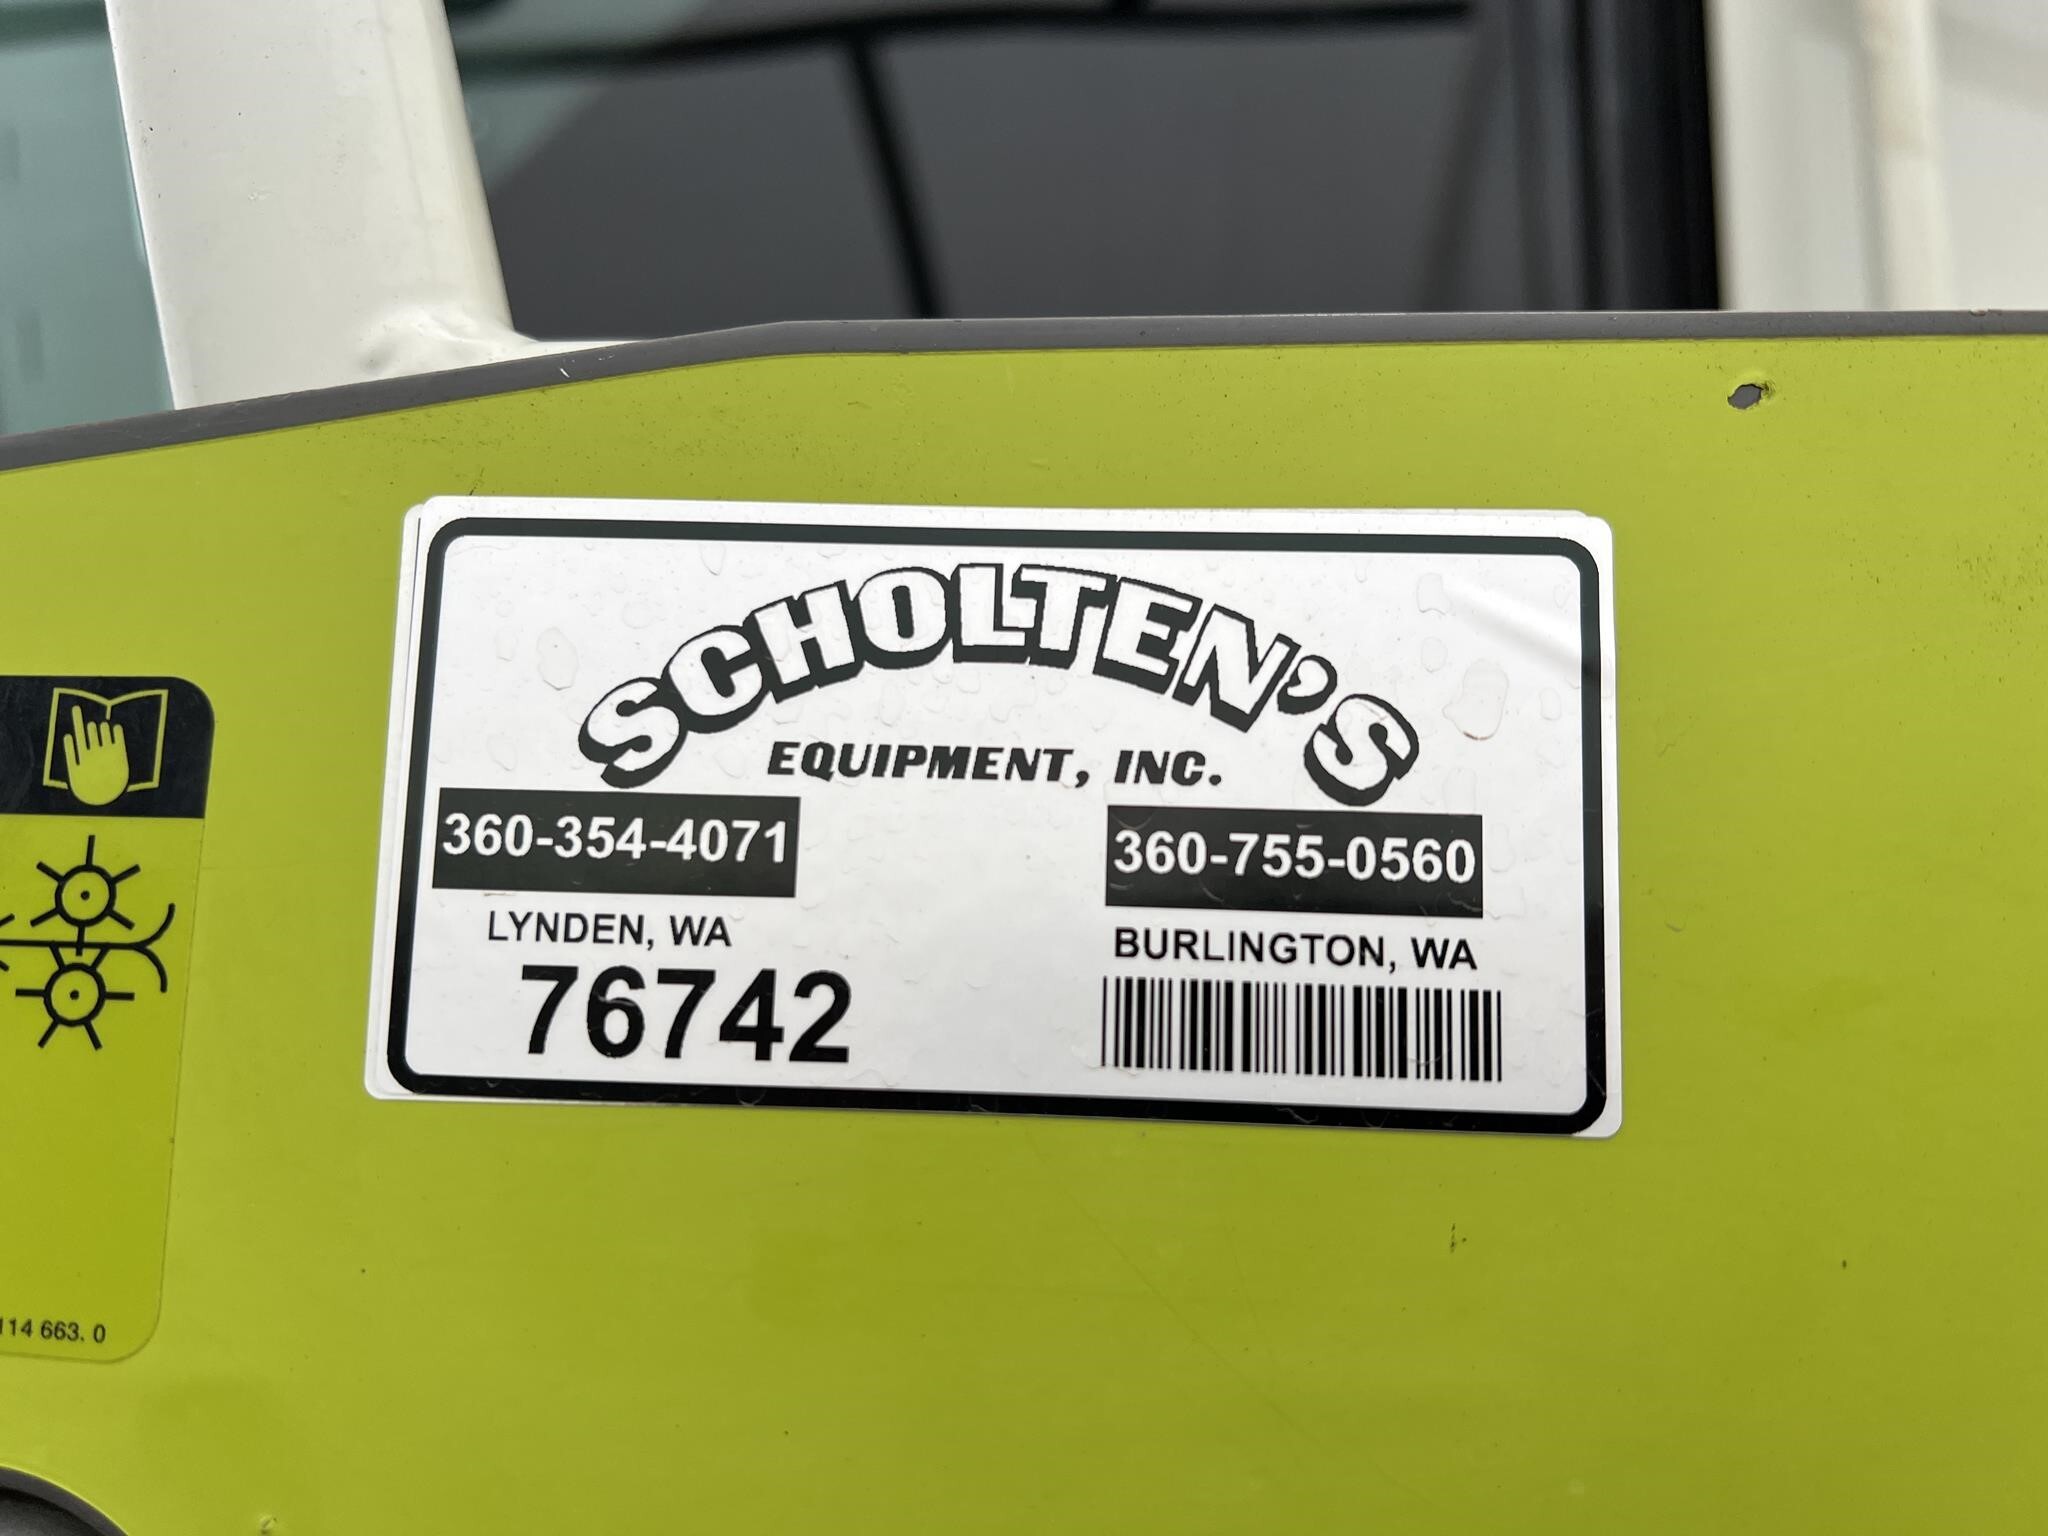 SCHOLTEN'S
EQUIPMENT, INC.
360-354-4071
LYNDEN, WA
76742
360-755-0560
BURLINGTON, WA
114 663. 0